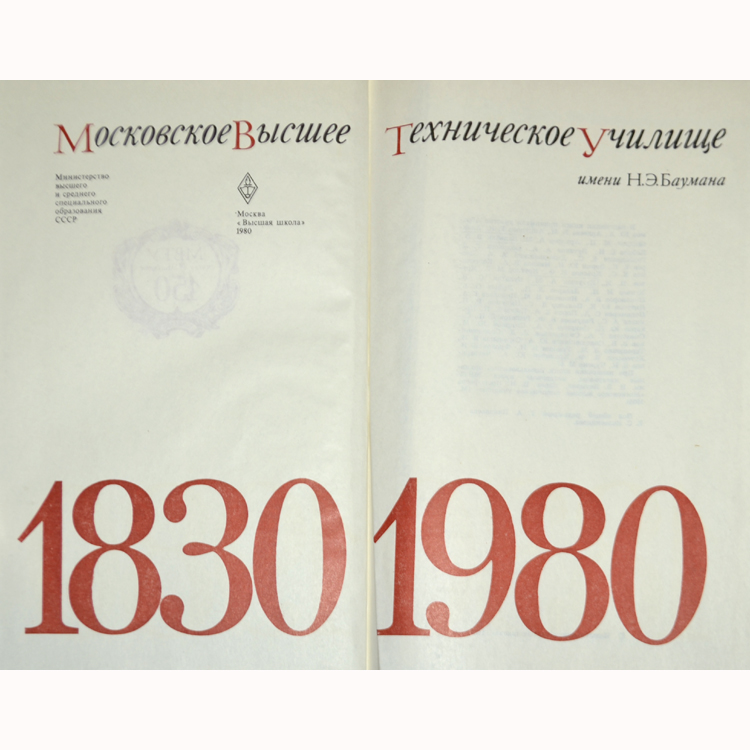 Московское Высшее Техническое Училище
имени Н.Э.Баумана
Министерство
высшего
и среднего
специального
образования
СССР
Москва
«Высшая школа»
1980
1830 1980